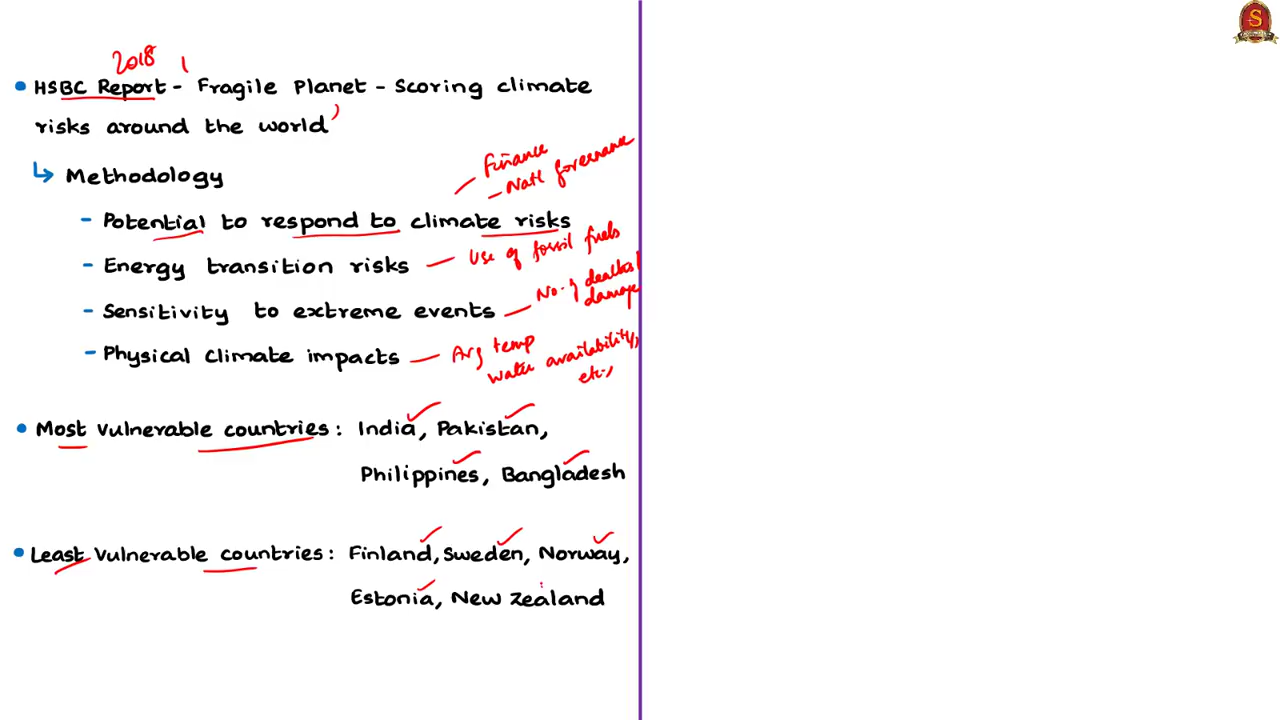 2018
• HSBC Report - ' Fragile Planet - Scoring climate
risks around the world '
↳ Methodology
- Finance
- Natl governance
- Potential to respond to climate risks
- Energy transition risks - Use of fossil fuels
- Sensitivity to extreme events - No. of deaths/
damage
- Physical climate impacts - Avg temp
water availability,
etc.,
• Most vulnerable countries: India, Pakistan,
Philippines, Bangladesh
• Least vulnerable countries: Finland, Sweden, Norway,
Estonia, New Zealand
S